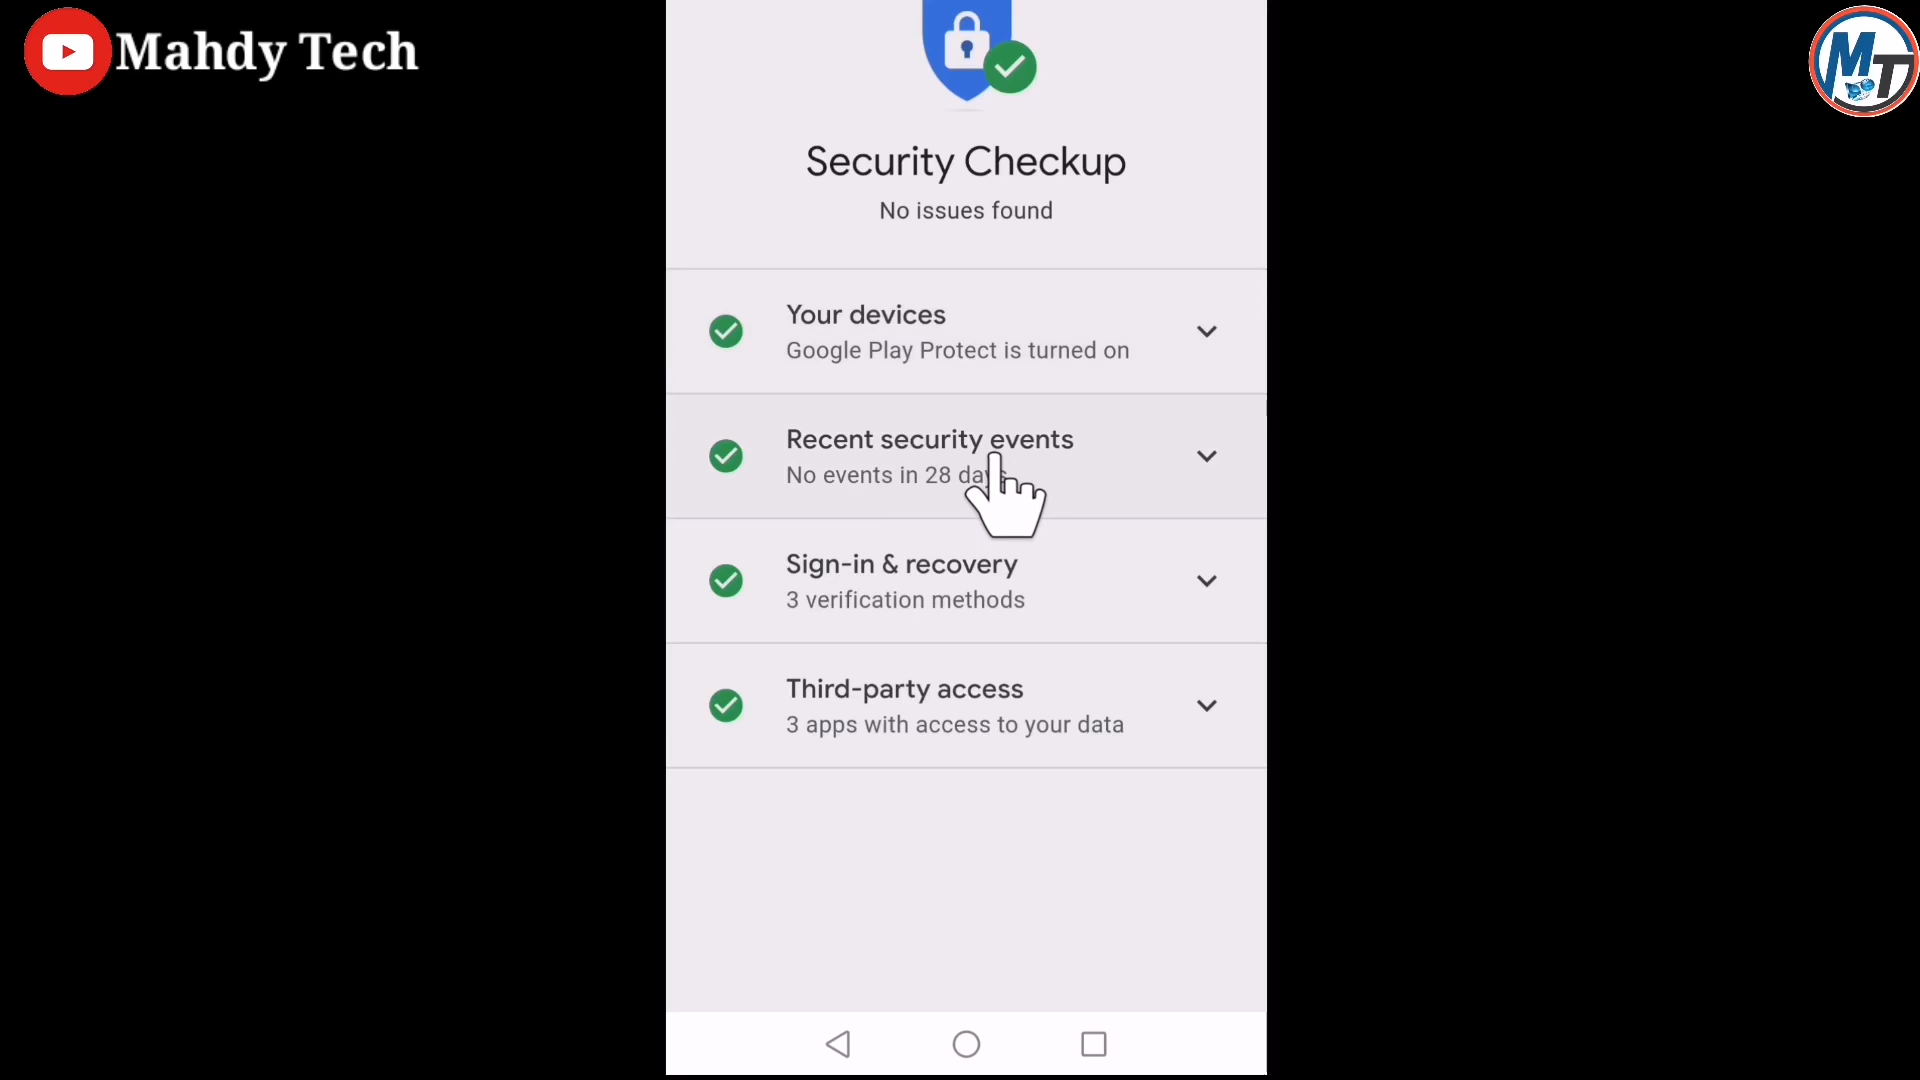 Mahdy Tech
MT
Security Checkup
No issues found
Your devices
Google Play Protect is turned on
Recent security events
No events in 28 days
Sign-in & recovery
3 verification methods
Third-party access
3 apps with access to your data